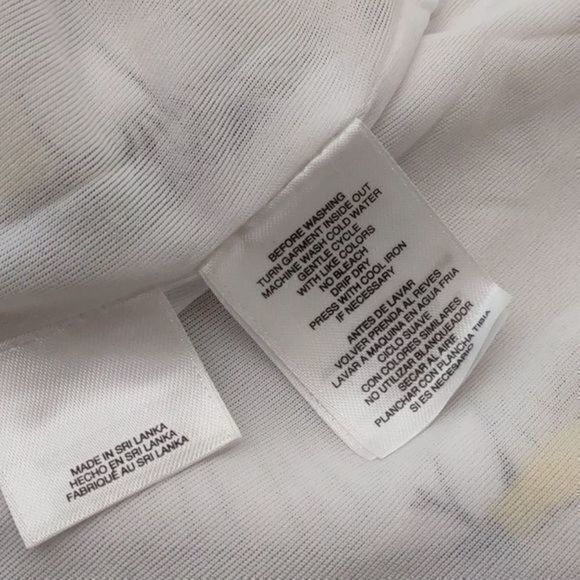 BEFORE WASHING
TURN GARMENT INSIDE OUT
MACHINE WASH COLD WATER
GENTLE CYCLE
WITH LIKE COLORS
NO BLEACH
DRIP DRY
PRESS WITH COOL IRON
IF NECESSARY
ANTES DE LAVAR
VOLVER PRENDA AL REVES
LAVAR A MAQUINA EN AGUA FRIA
CICLO SUAVE
CON COLORES SIMILARES
NO UTILIZAR BLANQUEADOR
SECAR AL AIRE
PLANCHAR CON PLANCHA TIBIA
SI ES NECESARIO
MADE IN SRI LANKA
HECHO EN SRI LANKA
FABRIQUÉ AU SRI LANKA